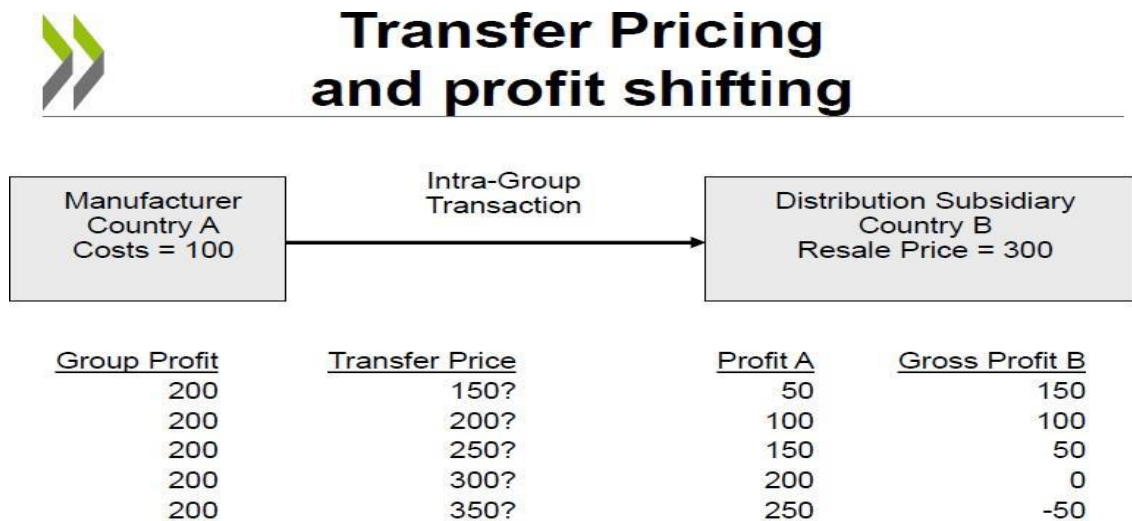 Transfer Pricing
and profit shifting
Manufacturer
Country A
Costs = 100
Intra-Group
Transaction
Distribution Subsidiary
Country B
Resale Price = 300
Group Profit Transfer Price Profit A Gross Profit B
200 150? 50 150
200 200? 100 100
200 250? 150 50
200 300? 200 0
200 350? 250 -50